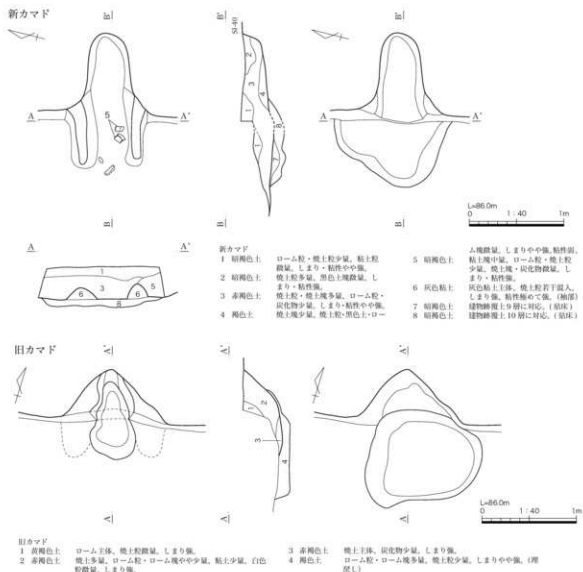 新カマド
B'
SI-40
B'
B'
2
3
4
1
5
A
A'
8
1
7
A
A'
L=86.0m
0
1:40
1m
B
B
B
A
A'
1
3
5
6
6
8
新カマド
1 暗褐色土 ローム粒・焼土粒少量、粘土粒
微量、しまり・粘性やや強。
2 暗褐色土 焼土粒多量、黒色土塊微量、し
まり・粘性強。
3 赤褐色土 焼土粒・焼土塊多量、ローム粒・
炭化物少量、しまり・粘性やや強。
4 褐色土 焼土塊少量、焼土粒・黒色土・ロー
ム塊微量、しまりやや強、粘性弱。
5 暗褐色土 粘土塊中量、ローム粒・焼土粒
少量、焼土塊・炭化物微量、し
まり・粘性強。
6 灰色粘土 灰色粘土主体、焼土粒若干混入、
しまり強、粘性極めて強。(袖部)
7 暗褐色土 建物跡覆土9層に対応。(貼床)
8 暗褐色土 建物跡覆土10層に対応。(貼床)
旧カマド
A'
A'
A'
1
2
3
4
A
A
A
L=86.0m
0
1:40
1m
旧カマド
1 黄褐色土 ローム主体、焼土粒微量、しまり強。
2 赤褐色土 焼土多量、ローム粒・ローム塊やや少量、粘土少量、白色
粒微量、しまり強。
3 赤褐色土 焼土主体、炭化物少量、しまり強。
4 褐色土 ローム粒・ローム塊多量、焼土粒少量、しまりやや強。(埋
戻し)